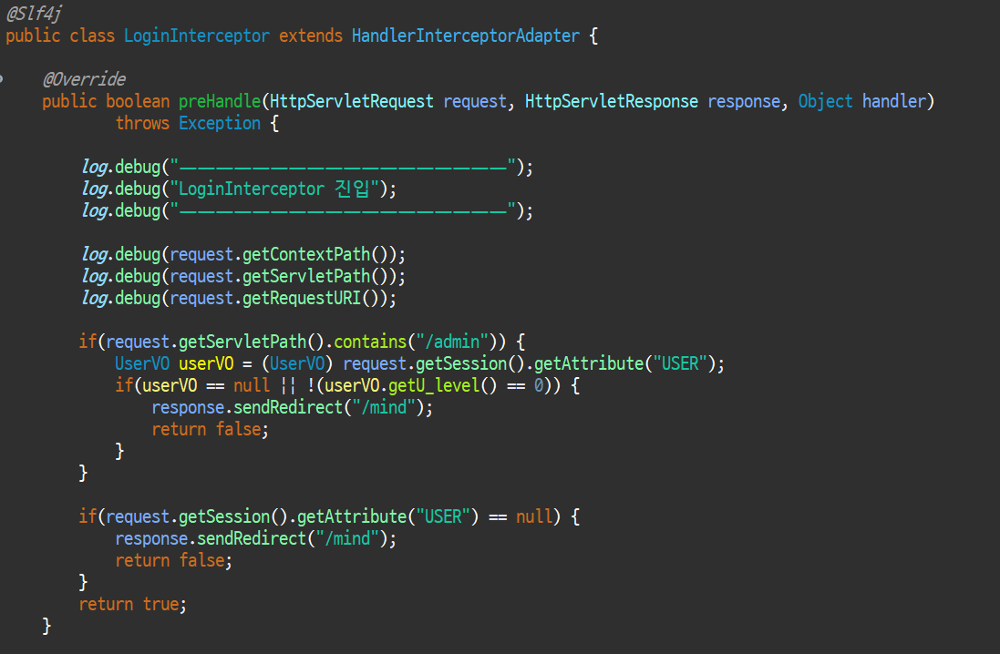 @Slf4j
public class LoginInterceptor extends HandlerInterceptorAdapter {
@Override
public boolean preHandle(HttpServletRequest request, HttpServletResponse response, Object handler)
throws Exception {
log.debug("——————————————————");
log.debug("LoginInterceptor 진입");
log.debug("——————————————————");
log.debug(request.getContextPath());
log.debug(request.getServletPath());
log.debug(request.getRequestURI());
if(request.getServletPath().contains("/admin")) {
UserVO userVO = (UserVO) request.getSession().getAttribute("USER");
if(userVO == null || !(userVO.getU_level() == 0)) {
response.sendRedirect("/mind");
return false;
}
}
if(request.getSession().getAttribute("USER") == null) {
response.sendRedirect("/mind");
return false;
}
return true;
}